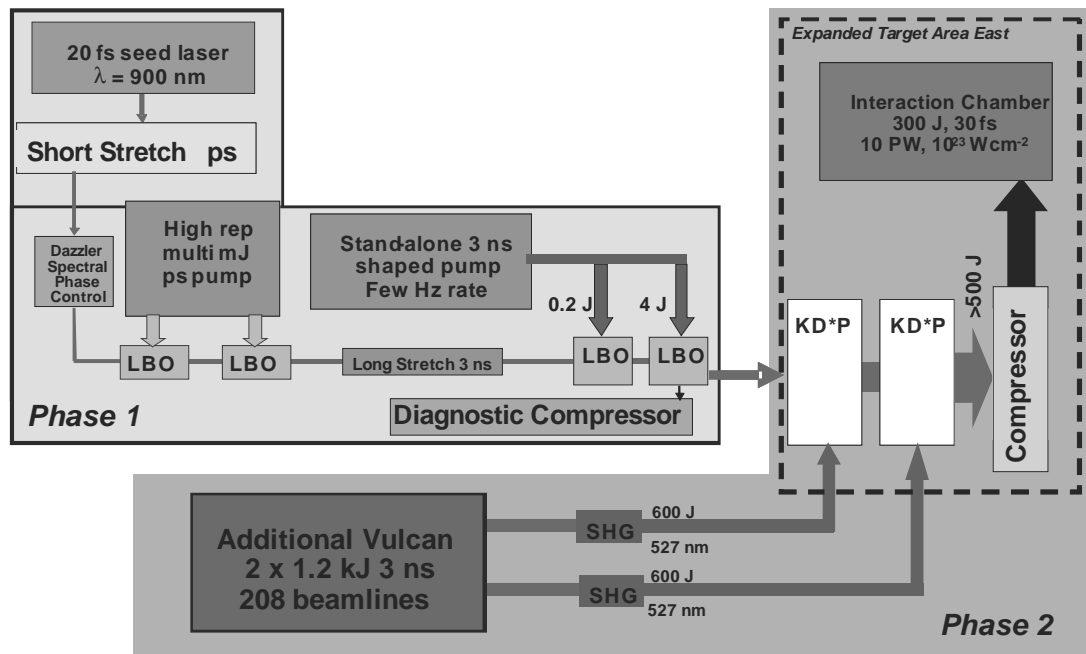 20 fs seed laser
λ = 900 nm
Short Stretch ps
Dazzler
Spectral
Phase
Control
High rep
multi mJ
ps pump
Stand-alone 3 ns
shaped pump
Few Hz rate
0.2 J
4 J
LBO
LBO
Long Stretch 3 ns
LBO
LBO
Diagnostic Compressor
Phase 1
Expanded Target Area East
Interaction Chamber
300 J, 30 fs
10 PW, 10²³ Wcm⁻²
KD*P
KD*P
>500 J
Compressor
Additional Vulcan
2 x 1.2 kJ 3 ns
208 beamlines
SHG
600 J
527 nm
SHG
600 J
527 nm
Phase 2